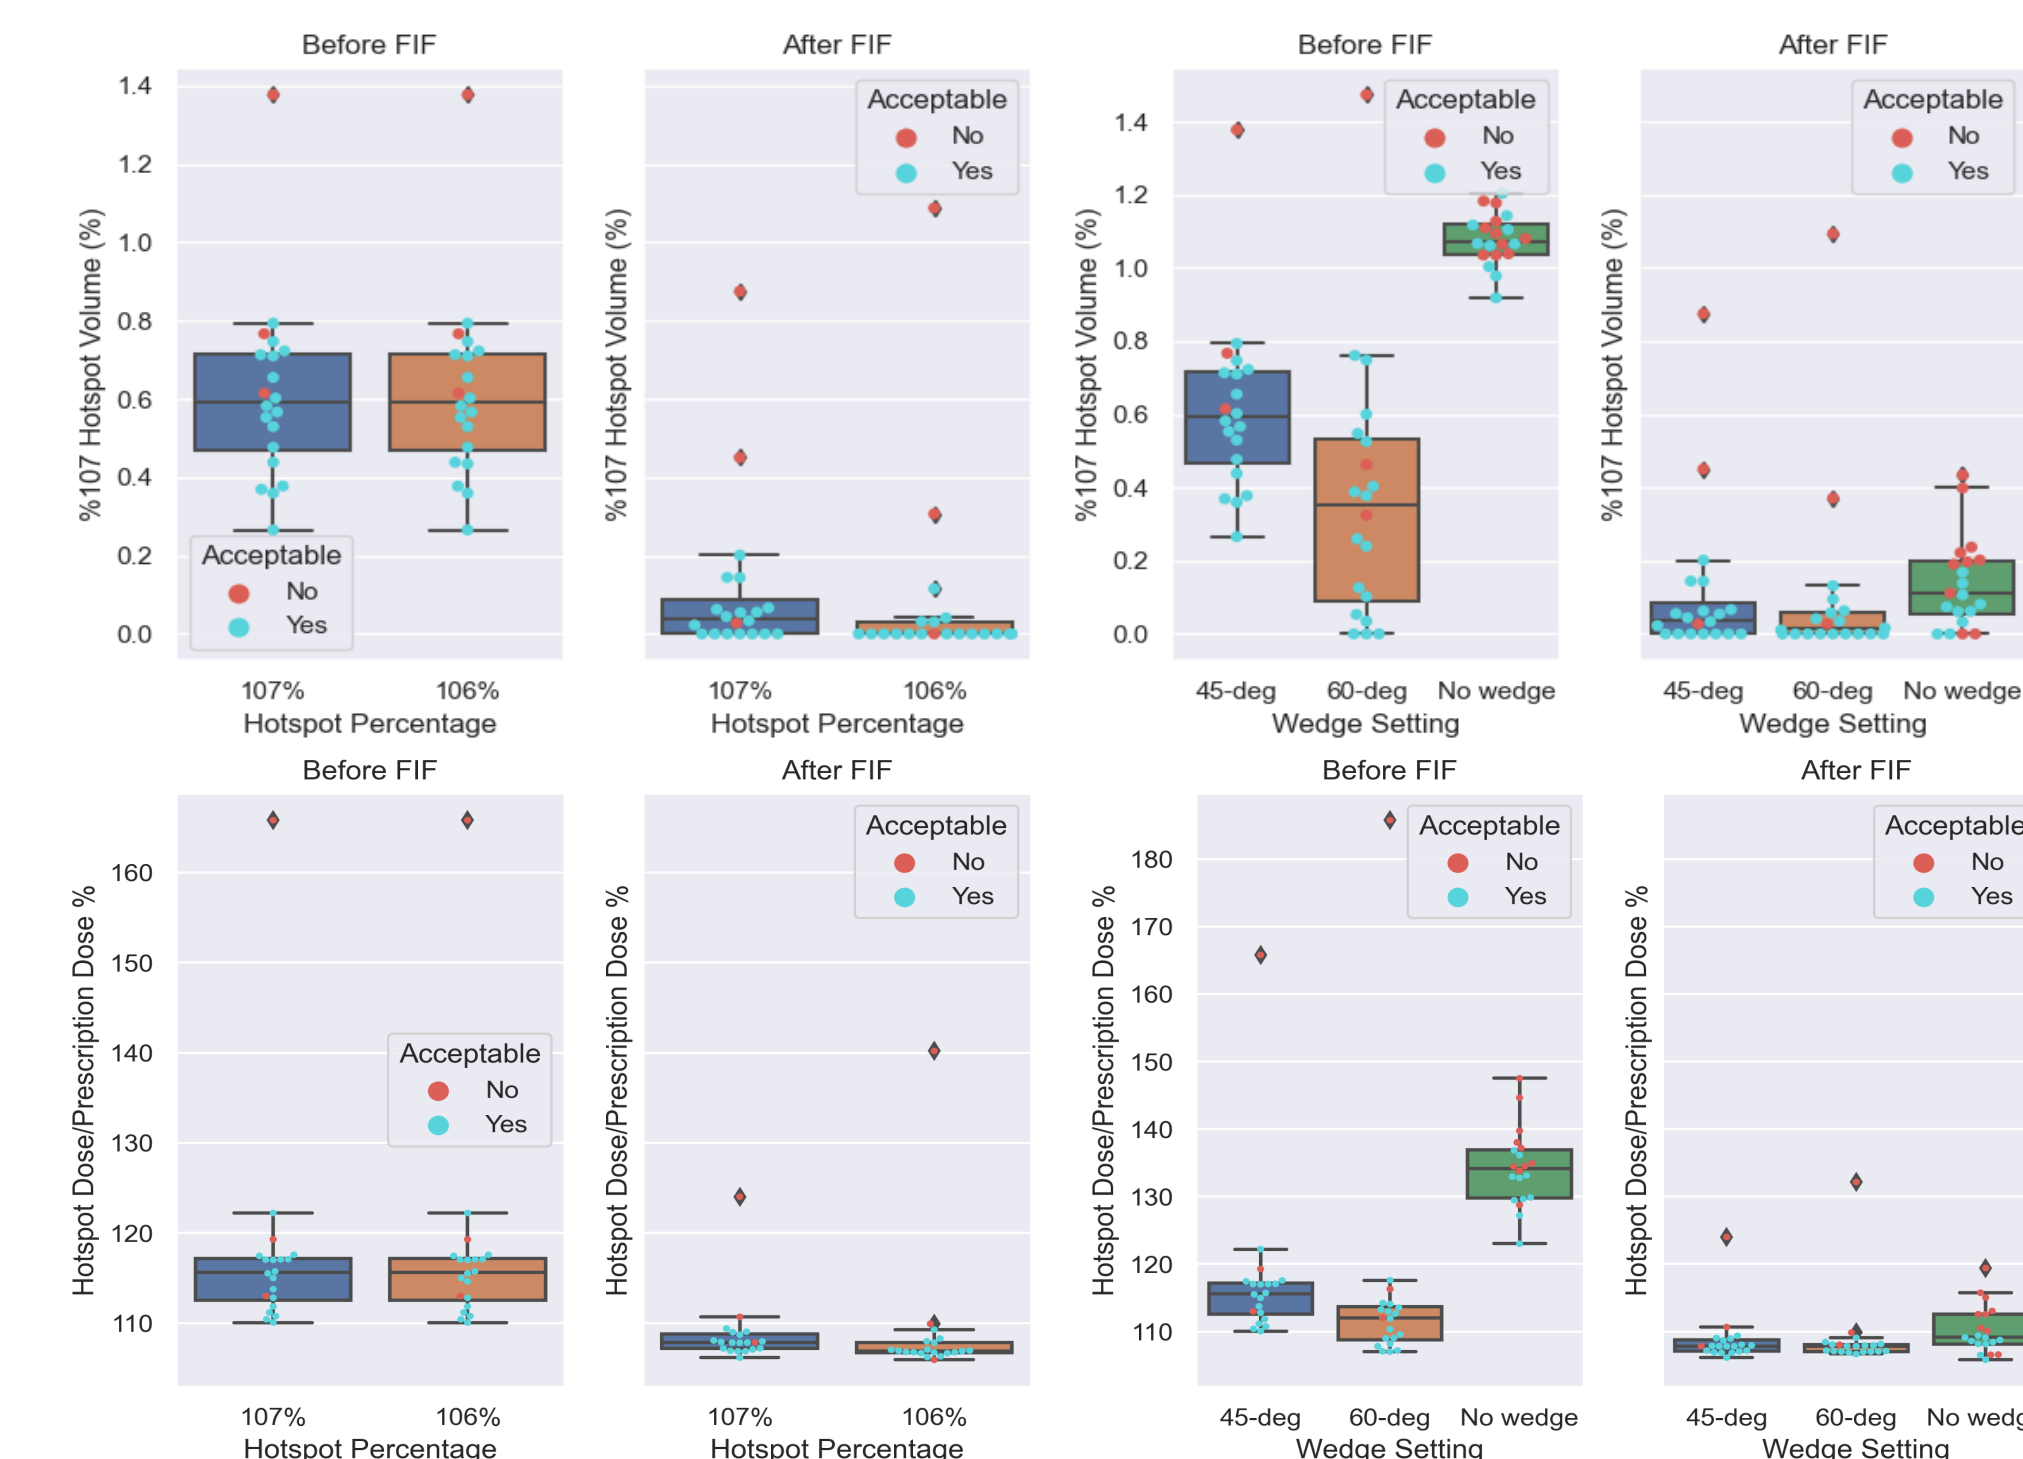 Before FIF
After FIF
Before FIF
After FIF
%107 Hotspot Volume (%)
1.4
1.2
1.0
0.8
0.6
0.4
0.2
0.0
Acceptable
No
Yes
107%
106%
Hotspot Percentage
%107 Hotspot Volume (%)
Acceptable
No
Yes
107%
106%
Hotspot Percentage
%107 Hotspot Volume (%)
1.4
1.2
1.0
0.8
0.6
0.4
0.2
0.0
Acceptable
No
Yes
45-deg
60-deg
No wedge
Wedge Setting
%107 Hotspot Volume (%)
Acceptable
No
Yes
45-deg
60-deg
No wedge
Wedge Setting
Before FIF
After FIF
Before FIF
After FIF
Hotspot Dose/Prescription Dose %
160
150
140
130
120
110
Acceptable
No
Yes
107%
106%
Hotspot Percentage
Hotspot Dose/Prescription Dose %
Acceptable
No
Yes
107%
106%
Hotspot Percentage
Hotspot Dose/Prescription Dose %
180
170
160
150
140
130
120
110
Acceptable
No
Yes
45-deg
60-deg
No wedge
Wedge Setting
Hotspot Dose/Prescription Dose %
Acceptable
No
Yes
45-deg
60-deg
No wedg
Wedge Setting